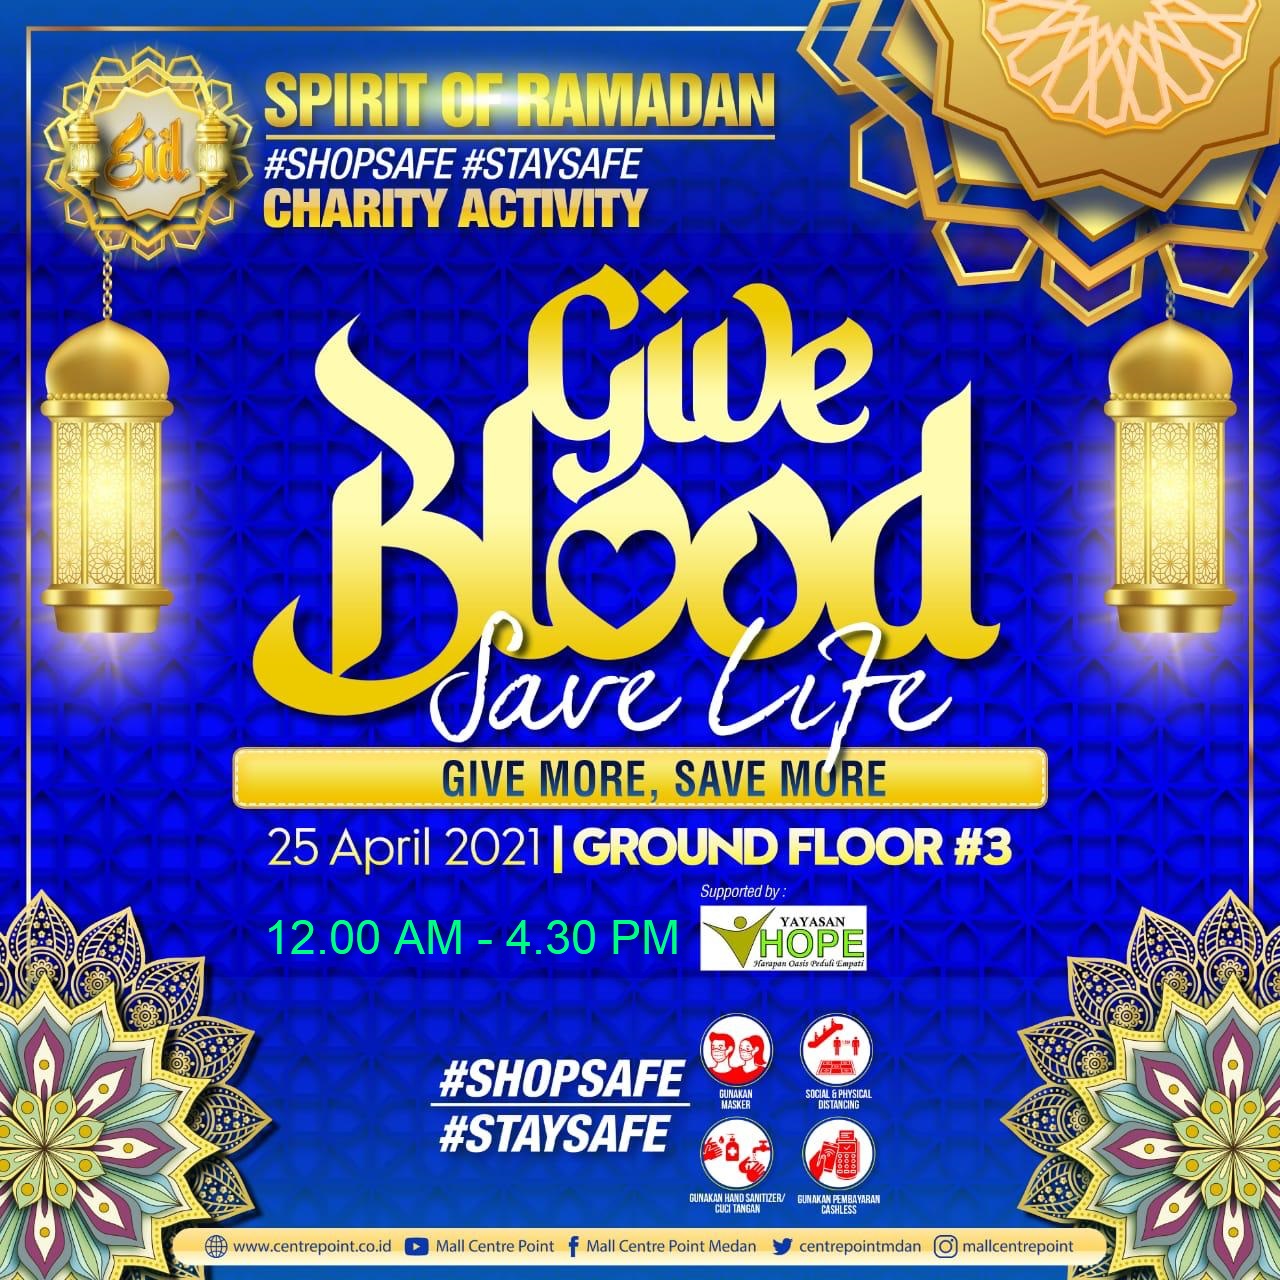 Eid
SPIRIT OF RAMADAN
#SHOPSAFE #STAYSAFE
CHARITY ACTIVITY
Give
Blood
Save Life
GIVE MORE, SAVE MORE
25 April 2021 | GROUND FLOOR #3
12.00 AM - 4.30 PM
Supported by :
YAYASAN
HOPE
Harapan Oasis Peduli Empati
#SHOPSAFE
#STAYSAFE
GUNAKAN
MASKER
SOCIAL & PHYSICAL
DISTANCING
GUNAKAN HAND SANITIZER/
CUCI TANGAN
GUNAKAN PEMBAYARAN
CASHLESS
www.centrepoint.co.id Mall Centre Point Mall Centre Point Medan centrepointmdan mallcentrepoint